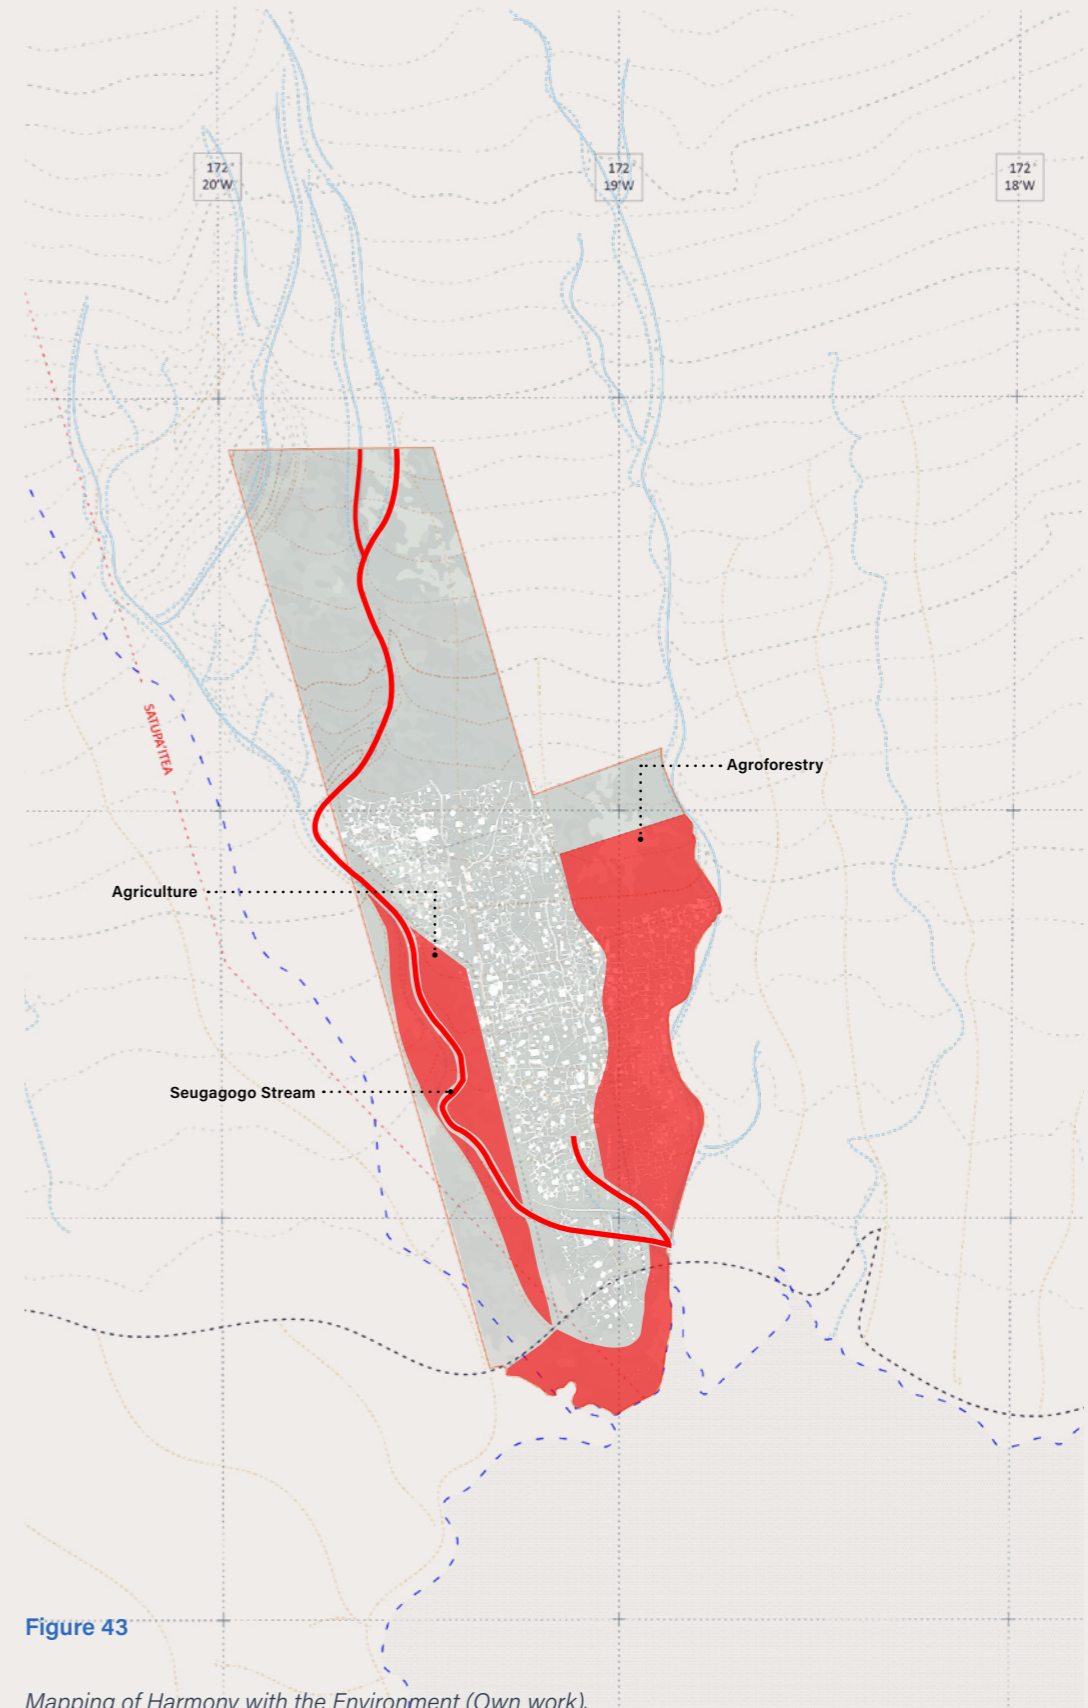 172
20'W
172
19'W
172
18'W
SATUPA'ITEA
Agroforestry
Agriculture
Seugagogo Stream
Figure 43
Mapping of Harmony with the Environment (Own work).